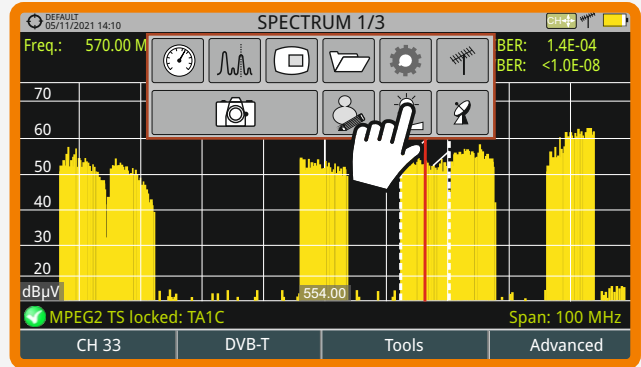 DEFAULT
05/11/2021 14:10
SPECTRUM 1/3
CH
Freq.: 570.00 M
BER: 1.4E-04
BER: <1.0E-08
70
60
50
40
30
20
dBµV
554.00
MPEG2 TS locked: TA1C
Span: 100 MHz
CH 33
DVB-T
Tools
Advanced